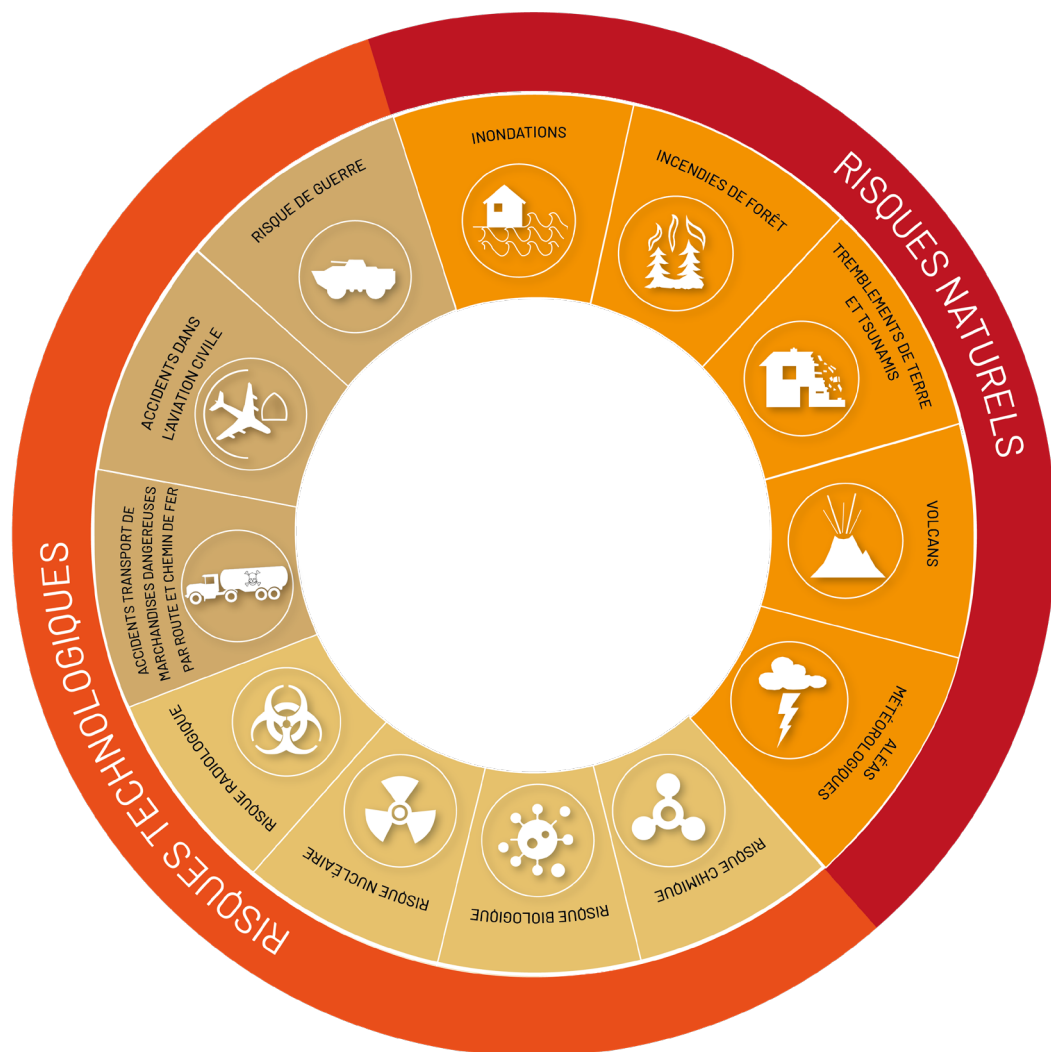 RISQUES NATURELS
INONDATIONS
INCENDIES DE FORÊT
TREMBLEMENTS DE TERRE
ET TSUNAMIS
VOLCANS
ALÉAS
MÉTÉOROLOGIQUES
RISQUES TECHNOLOGIQUES
RISQUE CHIMIQUE
RISQUE BIOLOGIQUE
RISQUE NUCLÉAIRE
RISQUE RADIOLOGIQUE
ACCIDENTS TRANSPORT DE
MARCHANDISES DANGEREUSES
PAR ROUTE ET CHEMIN DE FER
ACCIDENTS DANS
L'AVIATION CIVILE
RISQUE DE GUERRE